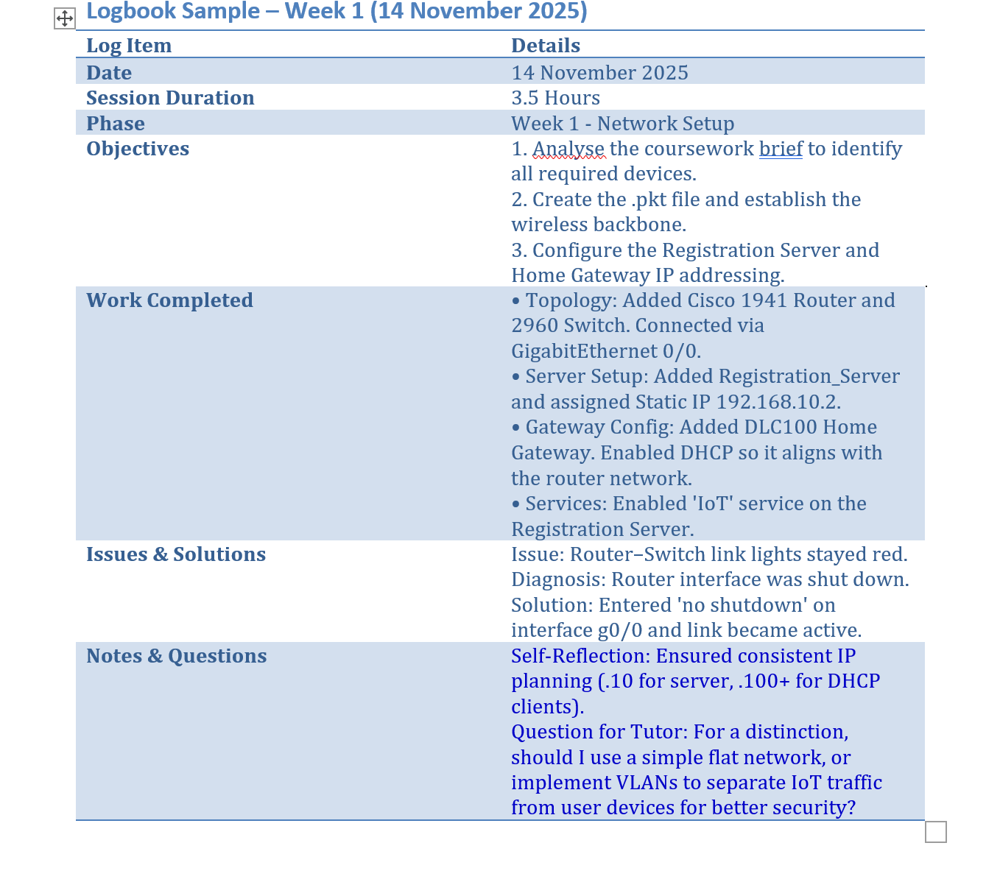 Logbook Sample – Week 1 (14 November 2025)
Log Item Details
Date 14 November 2025
Session Duration 3.5 Hours
Phase Week 1 - Network Setup
Objectives 1. Analyse the coursework brief to identify
all required devices.
2. Create the .pkt file and establish the
wireless backbone.
3. Configure the Registration Server and
Home Gateway IP addressing.
Work Completed • Topology: Added Cisco 1941 Router and
2960 Switch. Connected via
GigabitEthernet 0/0.
• Server Setup: Added Registration_Server
and assigned Static IP 192.168.10.2.
• Gateway Config: Added DLC100 Home
Gateway. Enabled DHCP so it aligns with
the router network.
• Services: Enabled 'IoT' service on the
Registration Server.
Issues & Solutions Issue: Router–Switch link lights stayed red.
Diagnosis: Router interface was shut down.
Solution: Entered 'no shutdown' on
interface g0/0 and link became active.
Notes & Questions Self-Reflection: Ensured consistent IP
planning (.10 for server, .100+ for DHCP
clients).
Question for Tutor: For a distinction,
should I use a simple flat network, or
implement VLANs to separate IoT traffic
from user devices for better security?